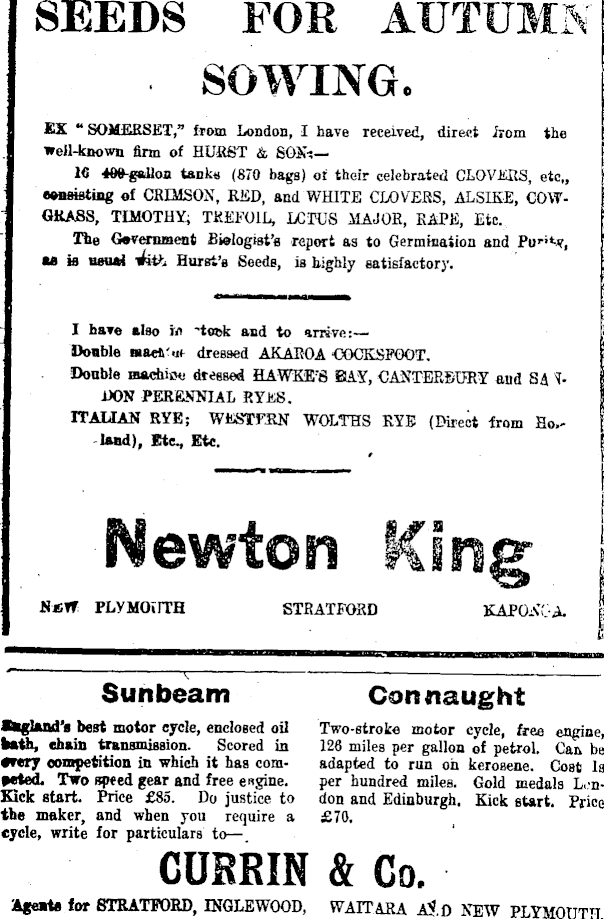 SEEDS FOR AUTUMN
SOWING.
EX "SOMERSET," from London, I have received, direct from the
well-known firm of HURST & SON:—
16 400-gallon tanks (870 bags) of their celebrated CLOVERS, etc.,
consisting of CRIMSON, RED, and WHITE CLOVERS, ALSIKE, COW-
GRASS, TIMOTHY, TREFOIL, LOTUS MAJOR, RAPE, Etc.
The Government Biologist's report as to Germination and Purity,
as is usual with Hurst's Seeds, is highly satisfactory.
I have also in stock and to arrive:—
Double machine dressed AKAROA COCKSFOOT.
Double machine dressed HAWKE'S BAY, CANTERBURY and SAN-
DON PERENNIAL RYES.
ITALIAN RYE; WESTERN WOLTHS RYE (Direct from Ho-
land), Etc., Etc.
Newton King
NEW PLYMOUTH STRATFORD KAPONGA.
Sunbeam
England's best motor cycle, enclosed oil
bath, chain transmission. Scored in
every competition in which it has com-
peted. Two speed gear and free engine.
Kick start. Price £85. Do justice to
the maker, and when you require a
cycle, write for particulars to—
Connaught
Two-stroke motor cycle, free engine,
126 miles per gallon of petrol. Can be
adapted to run on kerosene. Cost 1s
per hundred miles. Gold medals Lon-
don and Edinburgh. Kick start. Price
£70.
CURRIN & Co.
Agents for STRATFORD, INGLEWOOD, WAITARA AND NEW PLYMOUTH